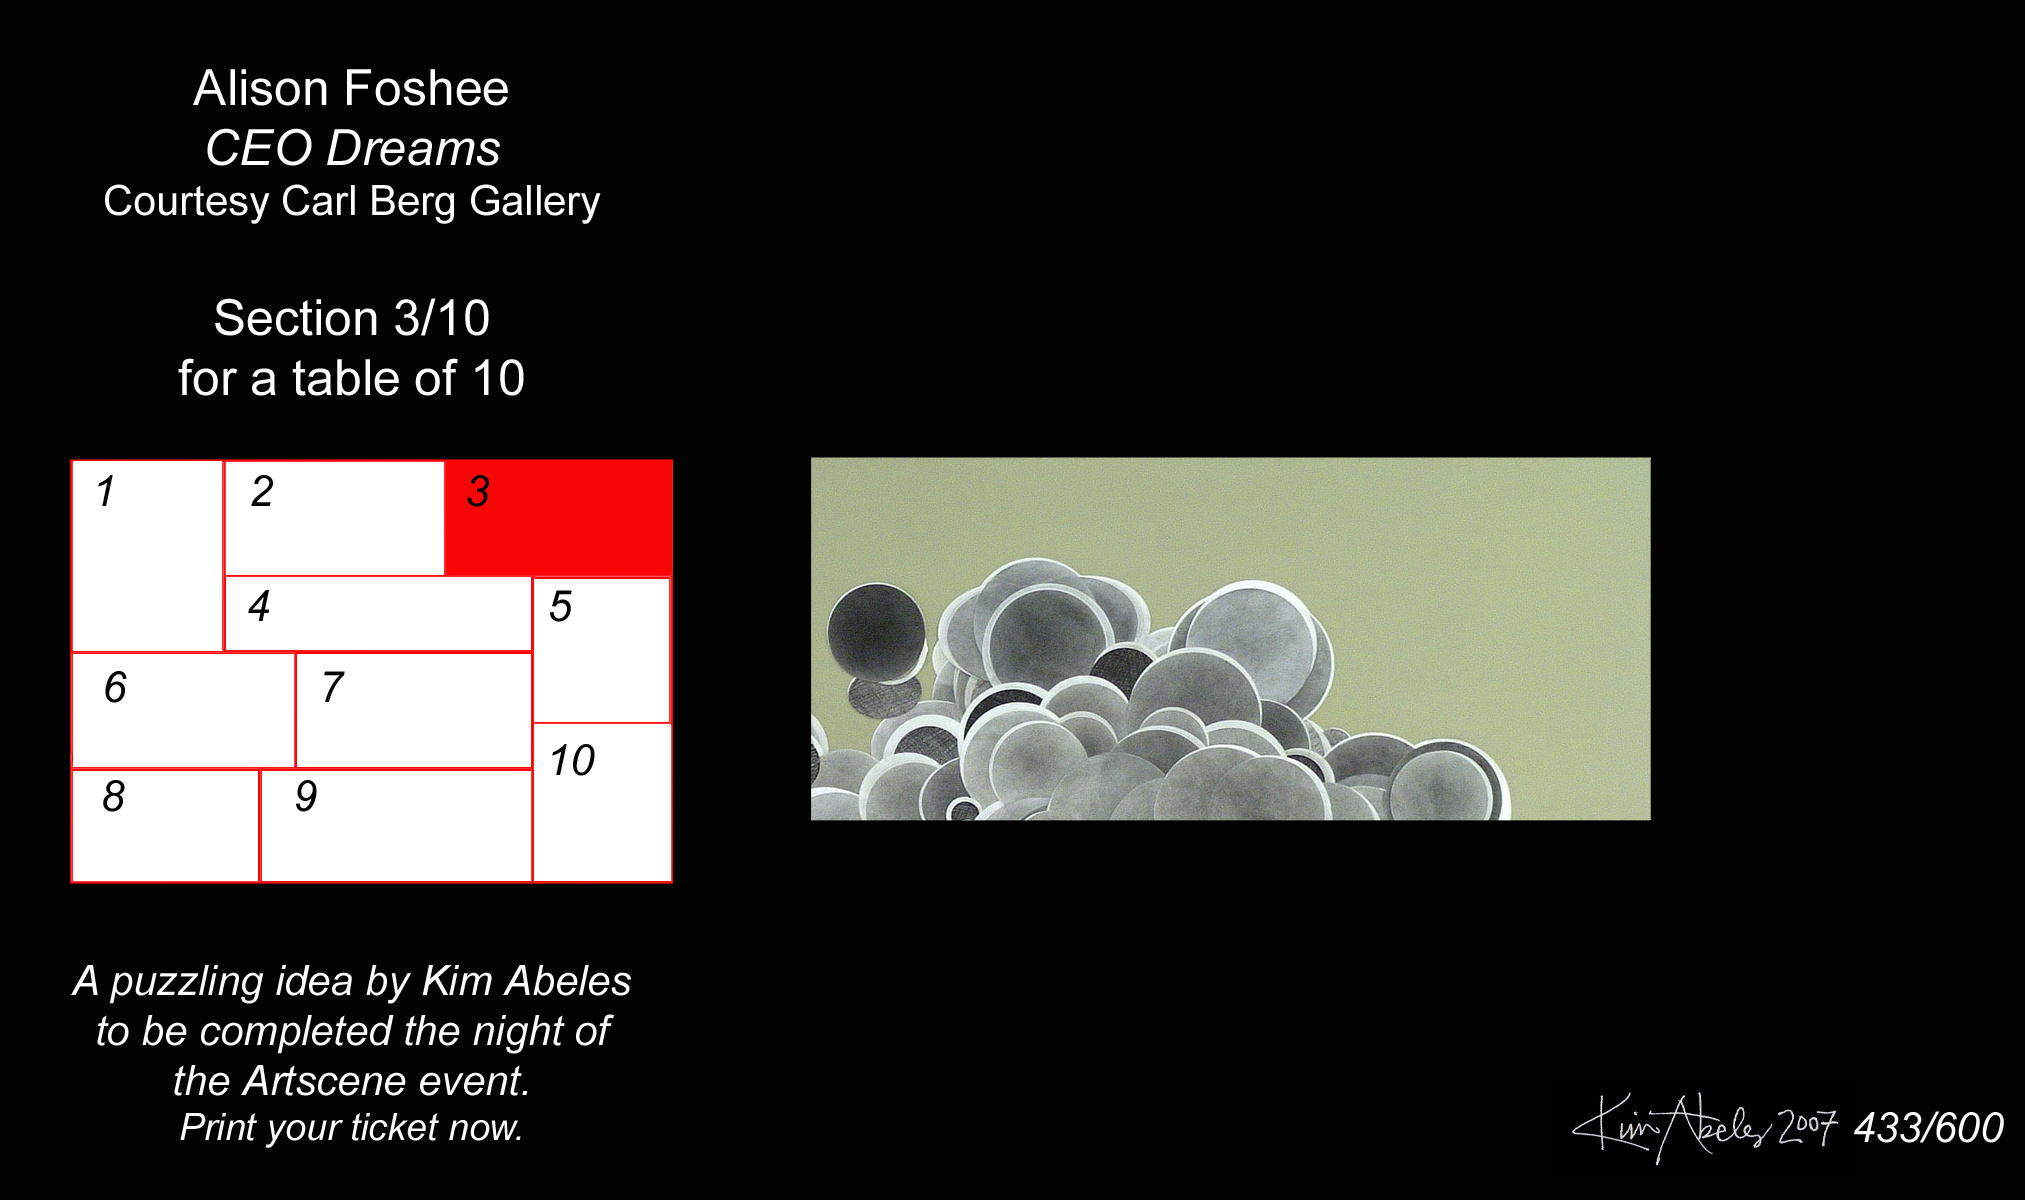 Alison Foshee
CEO Dreams
Courtesy Carl Berg Gallery
Section 3/10
for a table of 10
1
2
3
4
5
6
7
10
8
9
A puzzling idea by Kim Abeles
to be completed the night of
the Artscene event.
Print your ticket now.
Kim Abeles 2007 433/600